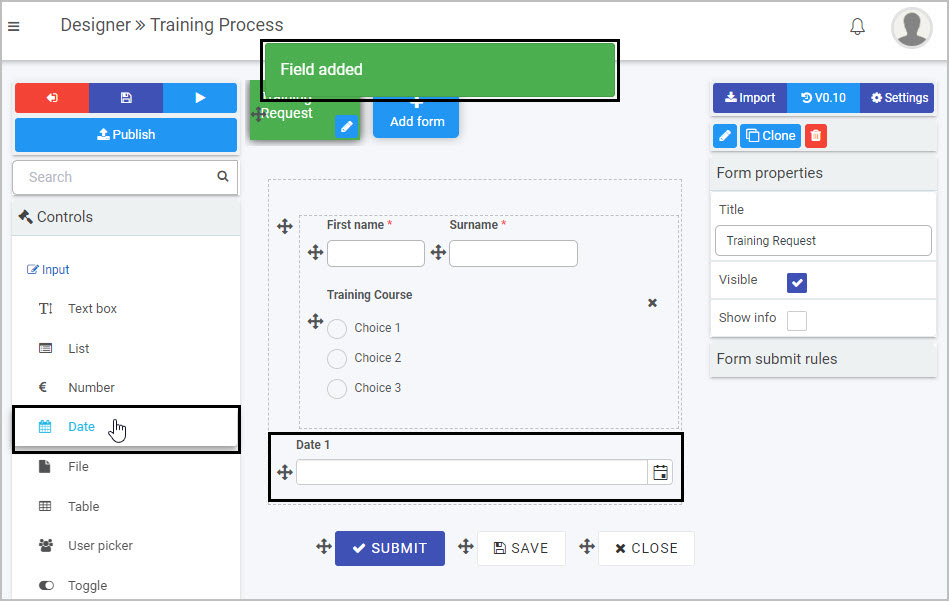 Designer » Training Process
Field added
Publish
Search
Controls
Input
Text box
List
Number
Date
File
Table
User picker
Toggle
Training
Request
Add form
First name *
Surname *
Training Course
Choice 1
Choice 2
Choice 3
Date 1
SUBMIT
SAVE
CLOSE
Import
V0.10
Settings
Clone
Form properties
Title
Training Request
Visible
Show info
Form submit rules